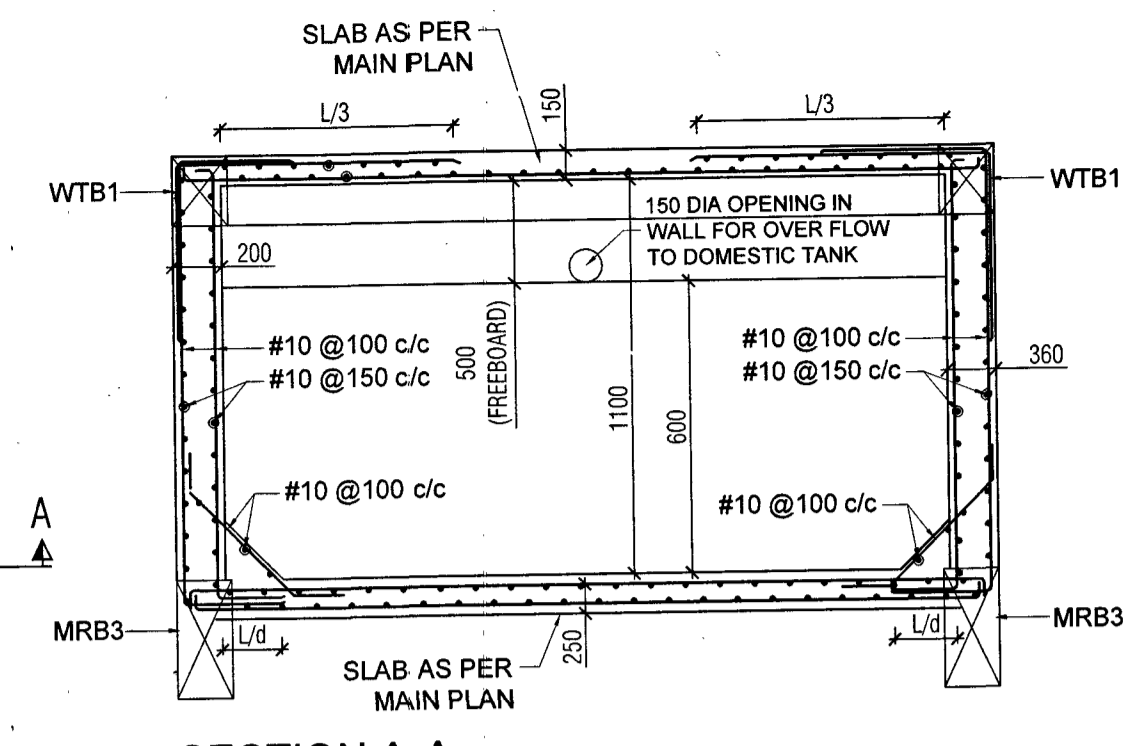 SLAB AS PER
MAIN PLAN
L/3
150
L/3
WTB1
WTB1
150 DIA OPENING IN
WALL FOR OVER FLOW
TO DOMESTIC TANK
200
#10 @100 c/c
#10 @150 c/c
500
(FREEBOARD)
1100
600
#10 @100 c/c
#10 @150 c/c
360
#10 @100 c/c
#10 @100 c/c
A
MRB3
L/d
250
L/d
MRB3
SLAB AS PER
MAIN PLAN
SECTION A-A